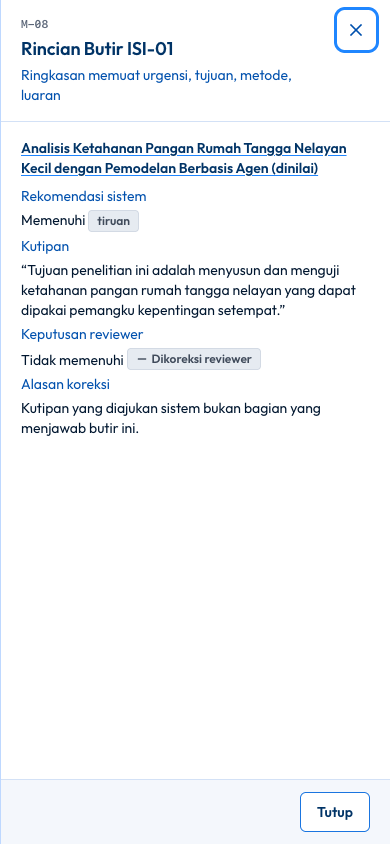 M-08
Rincian Butir ISI-01
Ringkasan memuat urgensi, tujuan, metode,
luaran
Analisis Ketahanan Pangan Rumah Tangga Nelayan
Kecil dengan Pemodelan Berbasis Agen (dinilai)
Rekomendasi sistem
Memenuhi tiruan
Kutipan
“Tujuan penelitian ini adalah menyusun dan menguji
ketahanan pangan rumah tangga nelayan yang dapat
dipakai pemangku kepentingan setempat.”
Keputusan reviewer
Tidak memenuhi — Dikoreksi reviewer
Alasan koreksi
Kutipan yang diajukan sistem bukan bagian yang
menjawab butir ini.
Tutup